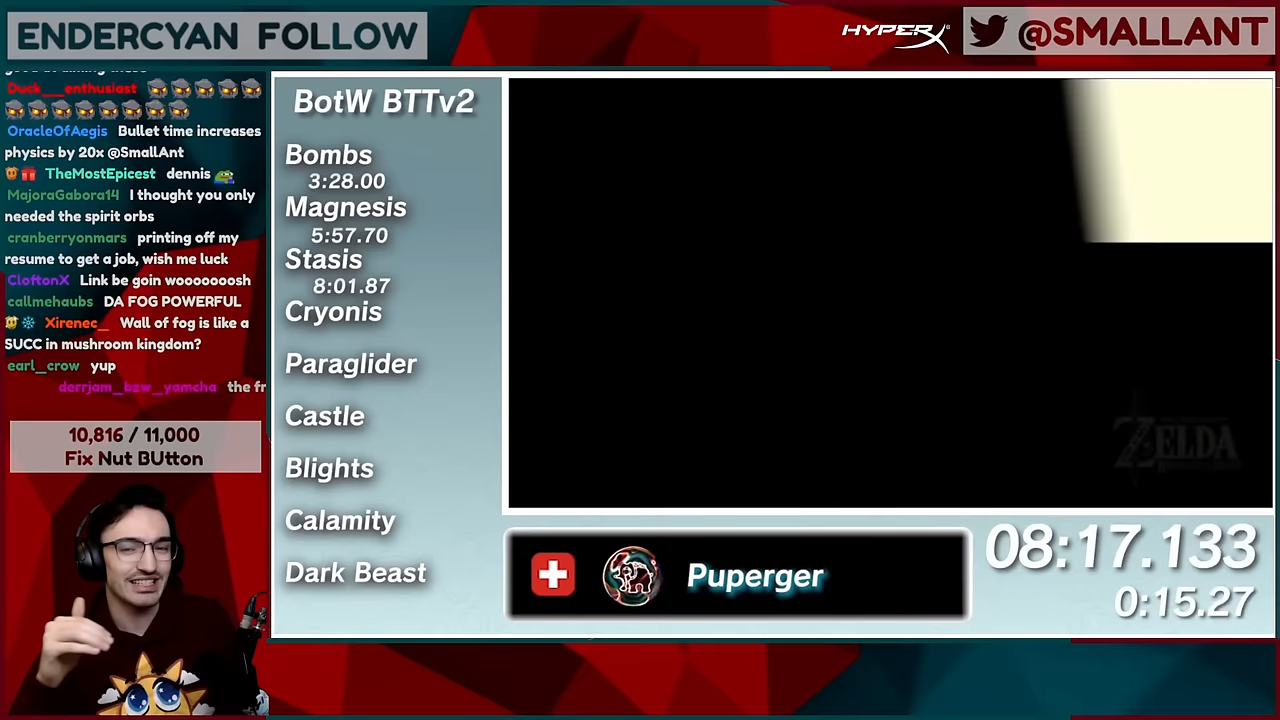 ENDERCYAN FOLLOW
HYPERX
@SMALLANT
Duck__enthusiast
OracleOfAegis Bullet time increases
physics by 20x @SmallAnt
TheMostEpicest dennis
MajoraGabora14 I thought you only
needed the spirit orbs
cranberryonmars printing off my
resume to get a job, wish me luck
CloftonX Link be goin wooooooosh
callmehaubs DA FOG POWERFUL
Xirenec_ Wall of fog is like a
SUCC in mushroom kingdom?
earl_crow yup
derrjam_bzw_yamcha the fr
10,816 / 11,000
Fix Nut BUtton
BotW BTTv2
Bombs
3:28.00
Magnesis
5:57.70
Stasis
8:01.87
Cryonis
Paraglider
Castle
Blights
Calamity
Dark Beast
ZELDA
Puperger
08:17.133
0:15.27